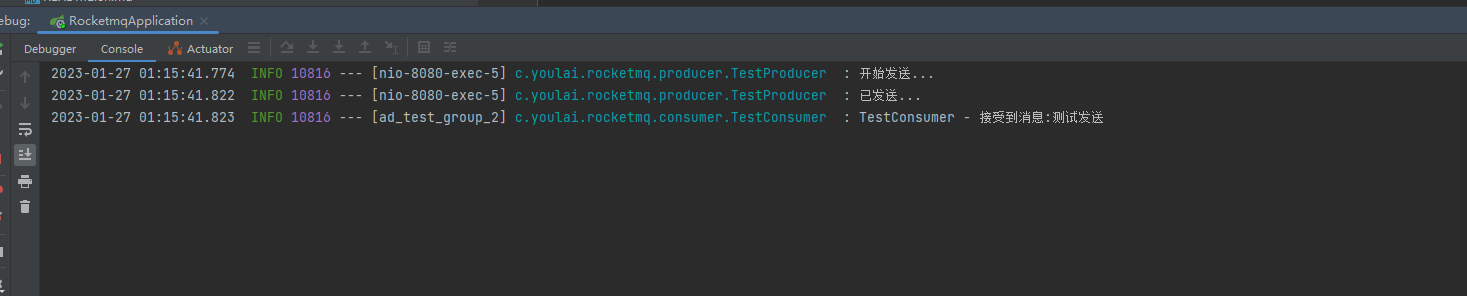 ebug:
RocketmqApplication
Debugger
Console
Actuator
2023-01-27 01:15:41.774 INFO 10816 --- [nio-8080-exec-5] c.youlai.rocketmq.producer.TestProducer : 开始发送...
2023-01-27 01:15:41.822 INFO 10816 --- [nio-8080-exec-5] c.youlai.rocketmq.producer.TestProducer : 已发送...
2023-01-27 01:15:41.823 INFO 10816 --- [ad_test_group_2] c.youlai.rocketmq.consumer.TestConsumer : TestConsumer - 接受到消息:测试发送